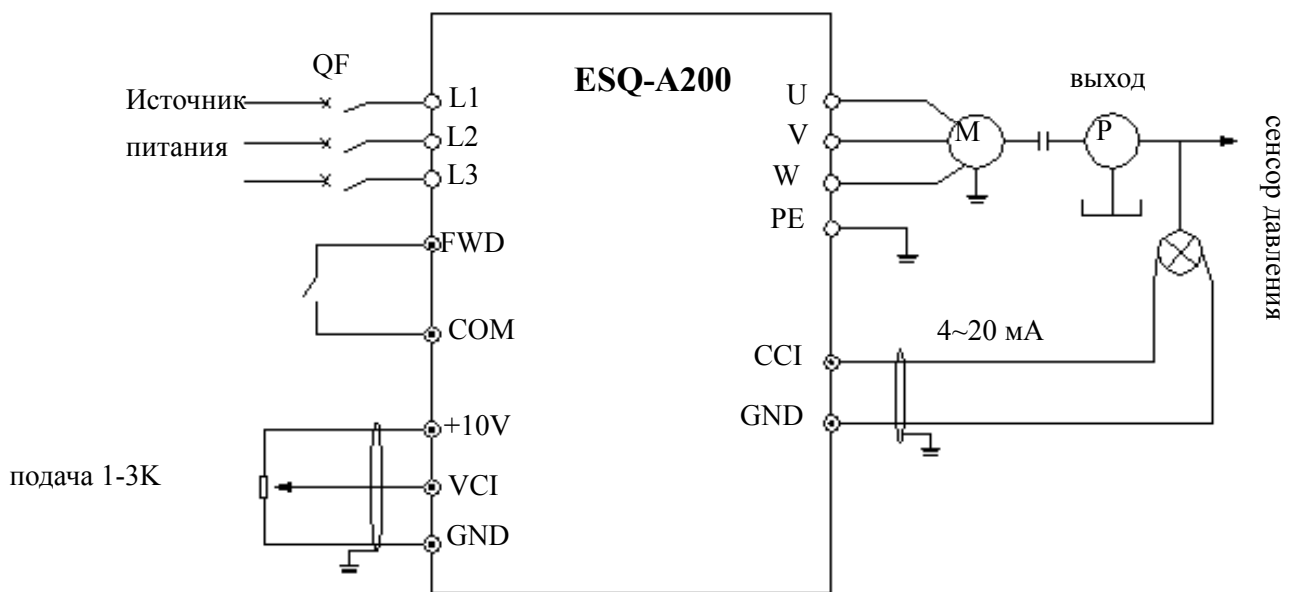 QF
ESQ-A200
выход
Источник
питания
L1
L2
L3
FWD
COM
+10V
VCI
GND
подача 1-3K
U
V
W
PE
M
P
сенсор давления
4~20 мА
CCI
GND